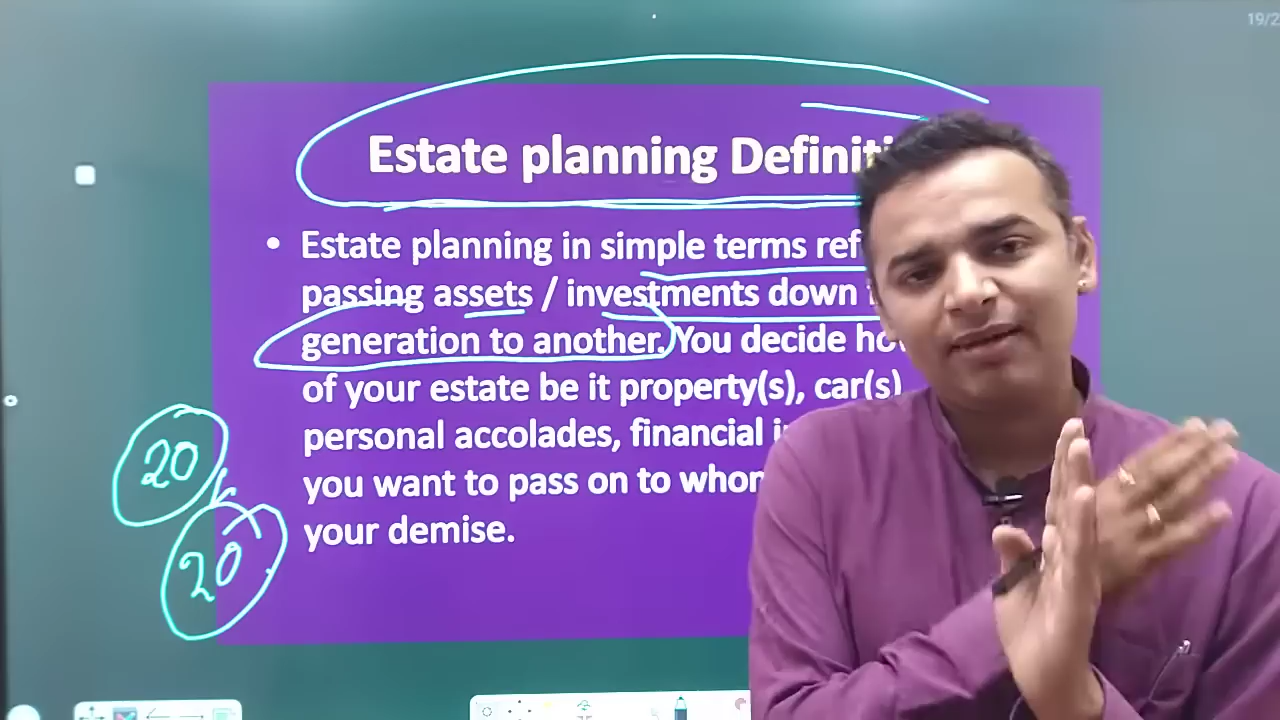 19/2
Estate planning Definiti
• Estate planning in simple terms ref
passing assets / investments down
generation to another. You decide ho
of your estate be it property(s), car(s)
personal accolades, financial i
you want to pass on to whom
your demise.
20
20